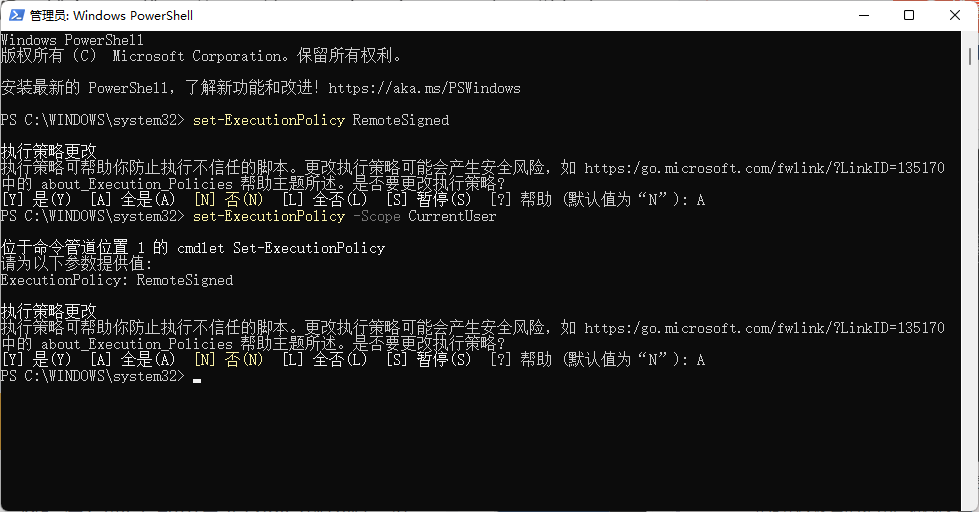 管理员: Windows PowerShell
Windows PowerShell
版权所有 (C)  Microsoft Corporation。保留所有权利。
安装最新的 PowerShell，了解新功能和改进！https://aka.ms/PSWindows
PS C:\WINDOWS\system32> set-ExecutionPolicy RemoteSigned
执行策略更改
执行策略可帮助你防止执行不信任的脚本。更改执行策略可能会产生安全风险，如 https:/go.microsoft.com/fwlink/?LinkID=135170
中的 about_Execution_Policies 帮助主题所述。是否要更改执行策略?
[Y] 是(Y)  [A] 全是(A)  [N] 否(N)  [L] 全否(L)  [S] 暂停(S)  [?] 帮助 (默认值为“N”): A
PS C:\WINDOWS\system32> set-ExecutionPolicy -Scope CurrentUser
位于命令管道位置 1 的 cmdlet Set-ExecutionPolicy
请为以下参数提供值:
ExecutionPolicy: RemoteSigned
执行策略更改
执行策略可帮助你防止执行不信任的脚本。更改执行策略可能会产生安全风险，如 https:/go.microsoft.com/fwlink/?LinkID=135170
中的 about_Execution_Policies 帮助主题所述。是否要更改执行策略?
[Y] 是(Y)  [A] 全是(A)  [N] 否(N)  [L] 全否(L)  [S] 暂停(S)  [?] 帮助 (默认值为“N”): A
PS C:\WINDOWS\system32>